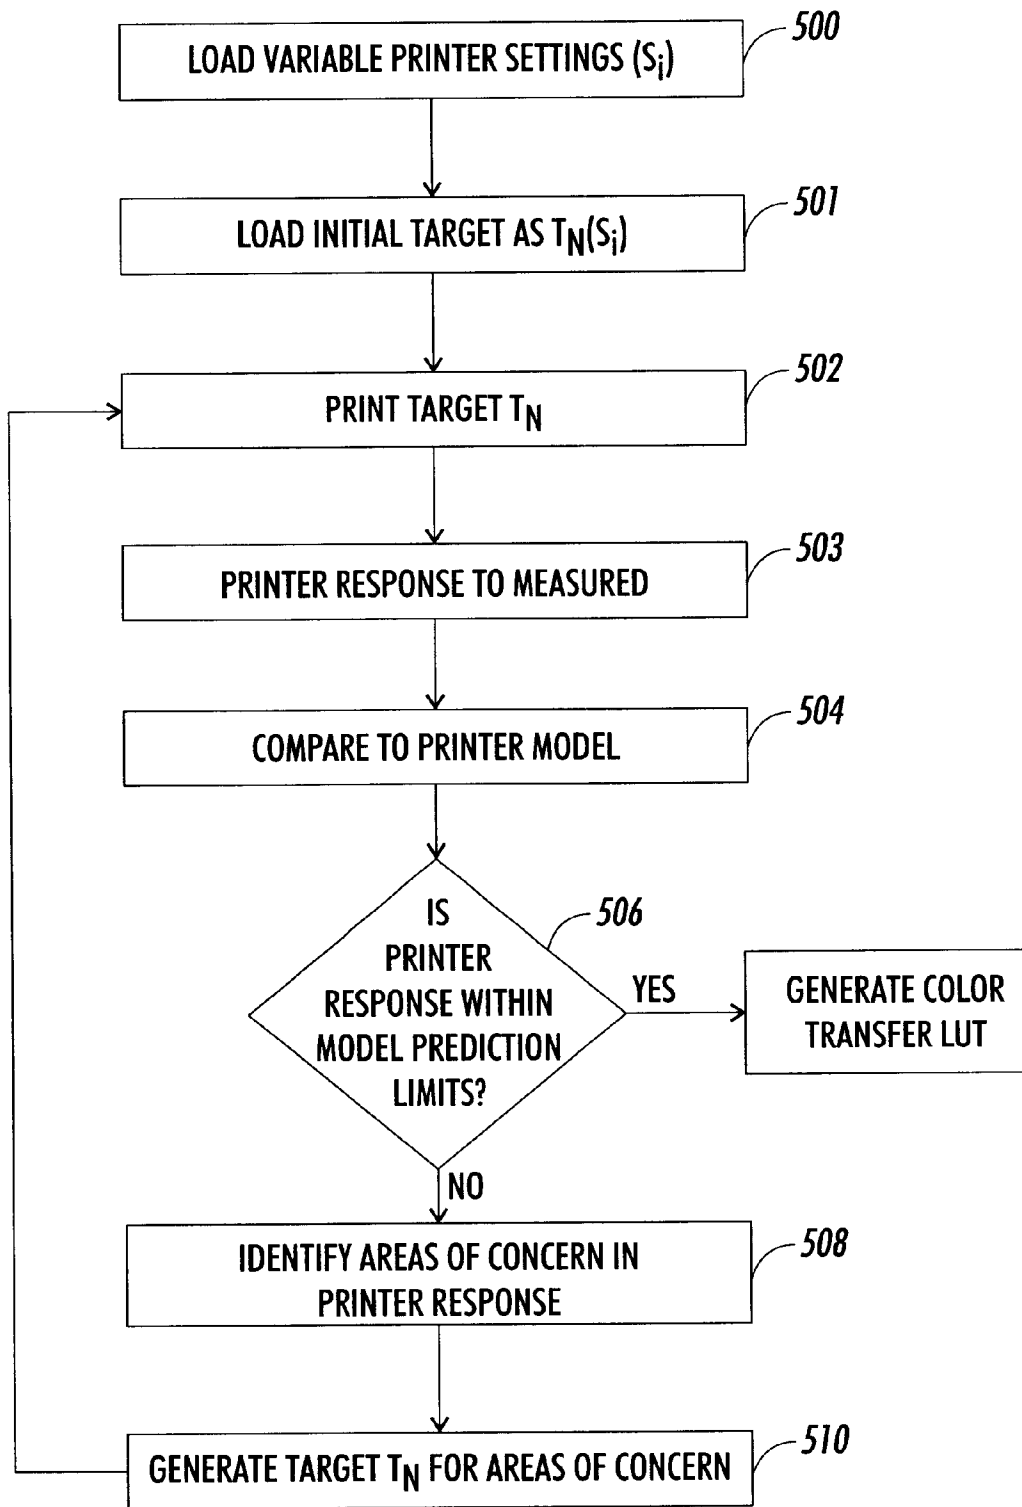 500
LOAD VARIABLE PRINTER SETTINGS (Si)
501
LOAD INITIAL TARGET AS TN(Si)
502
PRINT TARGET TN
503
PRINTER RESPONSE TO MEASURED
504
COMPARE TO PRINTER MODEL
506
IS
PRINTER
RESPONSE WITHIN
MODEL PREDICTION
LIMITS?
YES
GENERATE COLOR
TRANSFER LUT
NO
508
IDENTIFY AREAS OF CONCERN IN
PRINTER RESPONSE
510
GENERATE TARGET TN FOR AREAS OF CONCERN